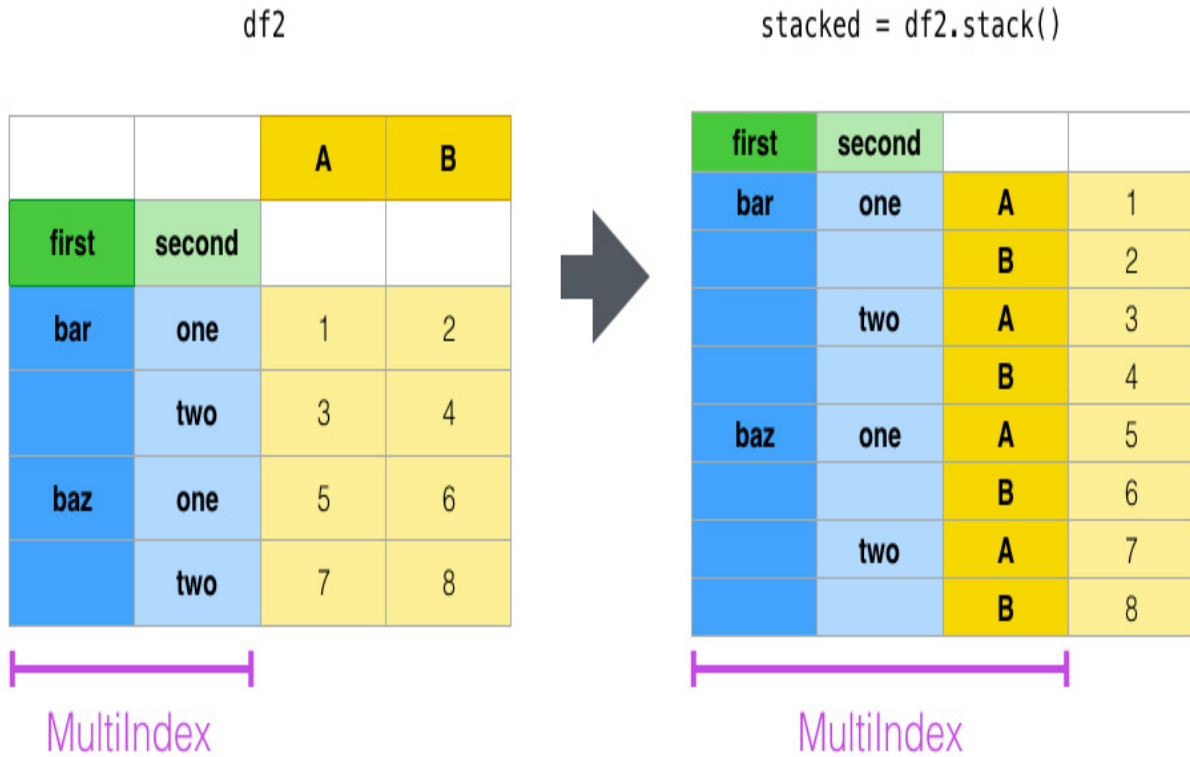 df2
A B
first second
bar one 1 2
two 3 4
baz one 5 6
two 7 8
MultiIndex
stacked = df2.stack()
first second
bar one A 1
B 2
two A 3
B 4
baz one A 5
B 6
two A 7
B 8
MultiIndex